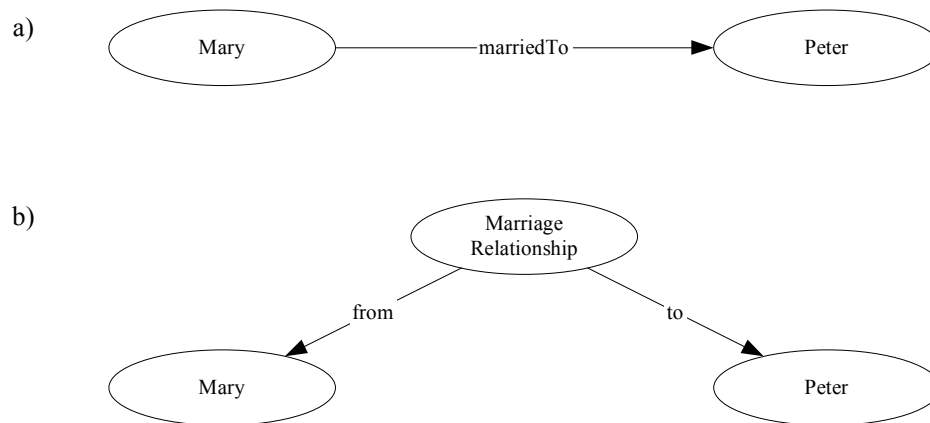 a)
Mary
marriedTo
Peter
b)
Marriage
Relationship
from
to
Mary
Peter